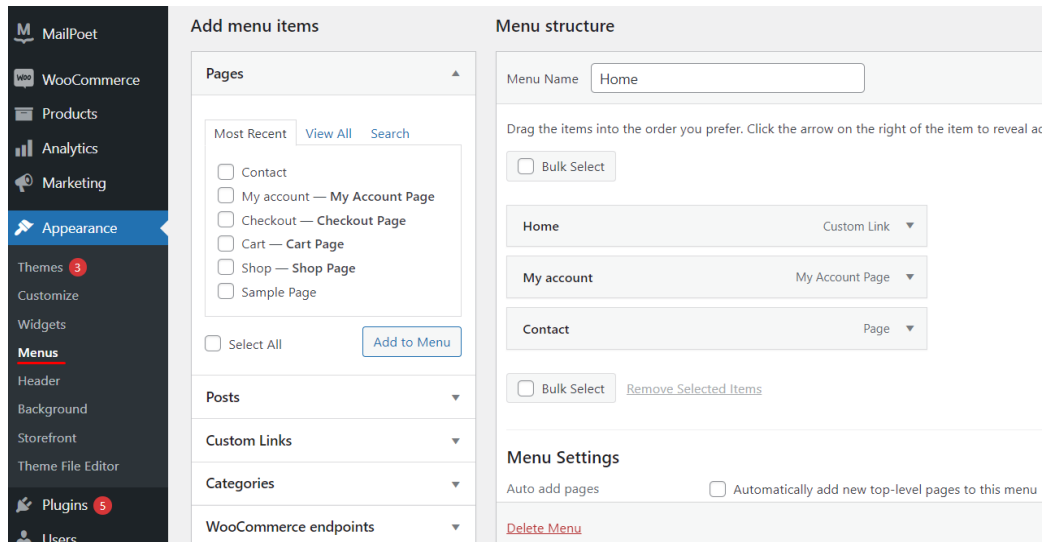 MailPoet
Woo
WooCommerce
Products
Analytics
Marketing
Appearance
Themes 3
Customize
Widgets
Menus
Header
Background
Storefront
Theme File Editor
Plugins 5
Users
Add menu items
Pages
Most Recent View All Search
Contact
My account — My Account Page
Checkout — Checkout Page
Cart — Cart Page
Shop — Shop Page
Sample Page
Select All Add to Menu
Posts
Custom Links
Categories
WooCommerce endpoints
Menu structure
Menu Name Home
Drag the items into the order you prefer. Click the arrow on the right of the item to reveal
Bulk Select
Home Custom Link
My account My Account Page
Contact Page
Bulk Select Remove Selected Items
Menu Settings
Auto add pages Automatically add new top-level pages to this menu
Delete Menu